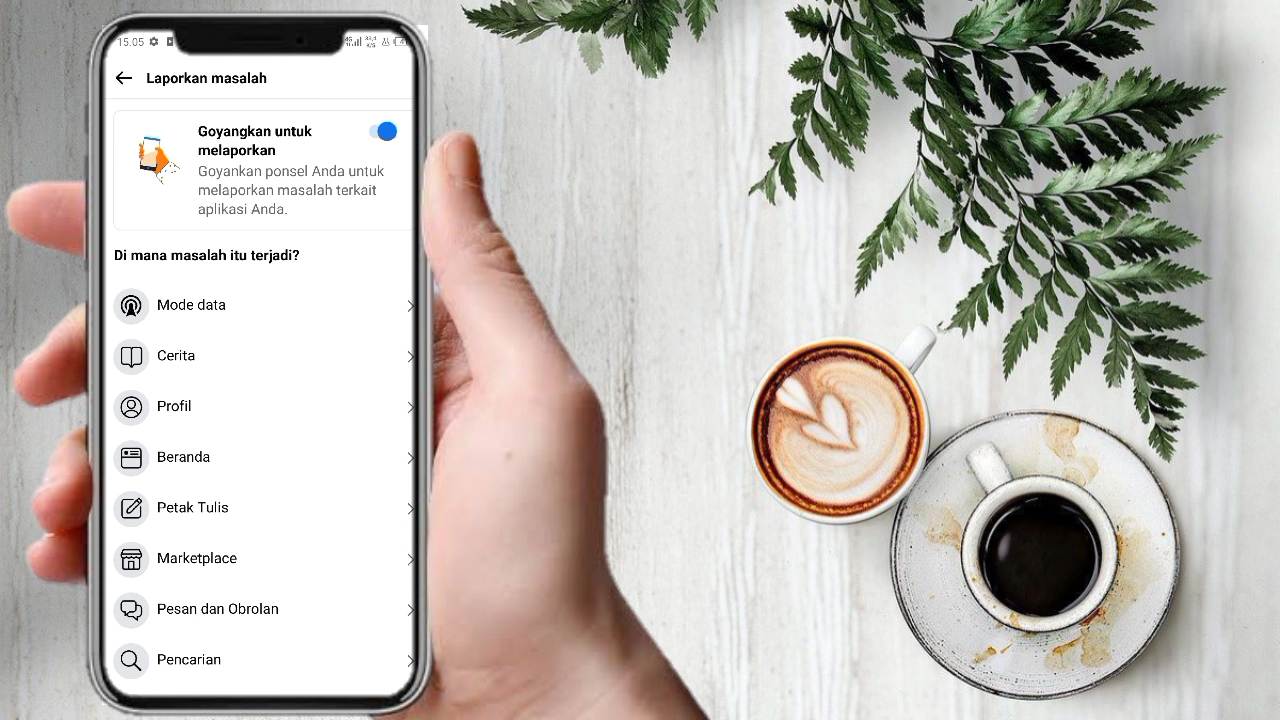 15.05
Laporkan masalah
Goyangkan untuk
melaporkan
Goyankan ponsel Anda untuk
melaporkan masalah terkait
aplikasi Anda.
Di mana masalah itu terjadi?
Mode data
Cerita
Profil
Beranda
Petak Tulis
Marketplace
Pesan dan Obrolan
Pencarian